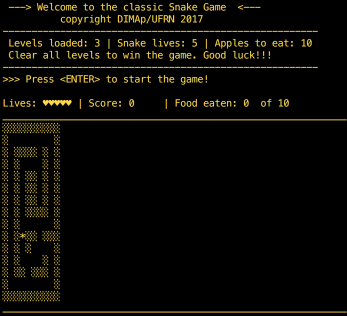 ---> Welcome to the classic Snake Game <---
copyright DIMAp/UFRN 2017
Levels loaded: 3 | Snake lives: 5 | Apples to eat: 10
Clear all levels to win the game. Good luck!!!
>>> Press <ENTER> to start the game!
Lives: ♥♥♥♥♥ | Score: 0 | Food eaten: 0 of 10